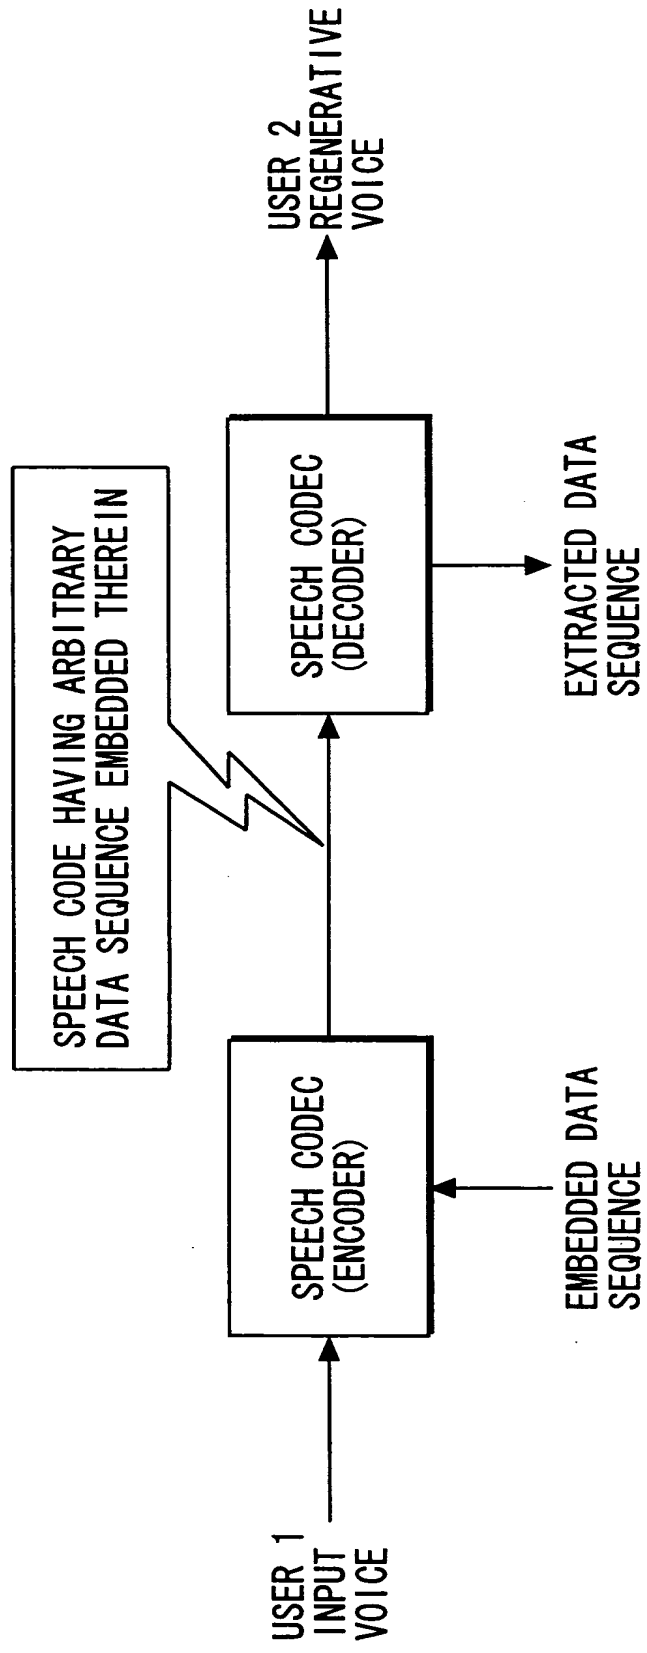 SPEECH CODE HAVING ARBITRARY
DATA SEQUENCE EMBEDDED THEREIN
USER 1
INPUT
VOICE
SPEECH CODEC
(ENCODER)
SPEECH CODEC
(DECODER)
USER 2
REGENERATIVE
VOICE
EMBEDDED DATA
SEQUENCE
EXTRACTED DATA
SEQUENCE